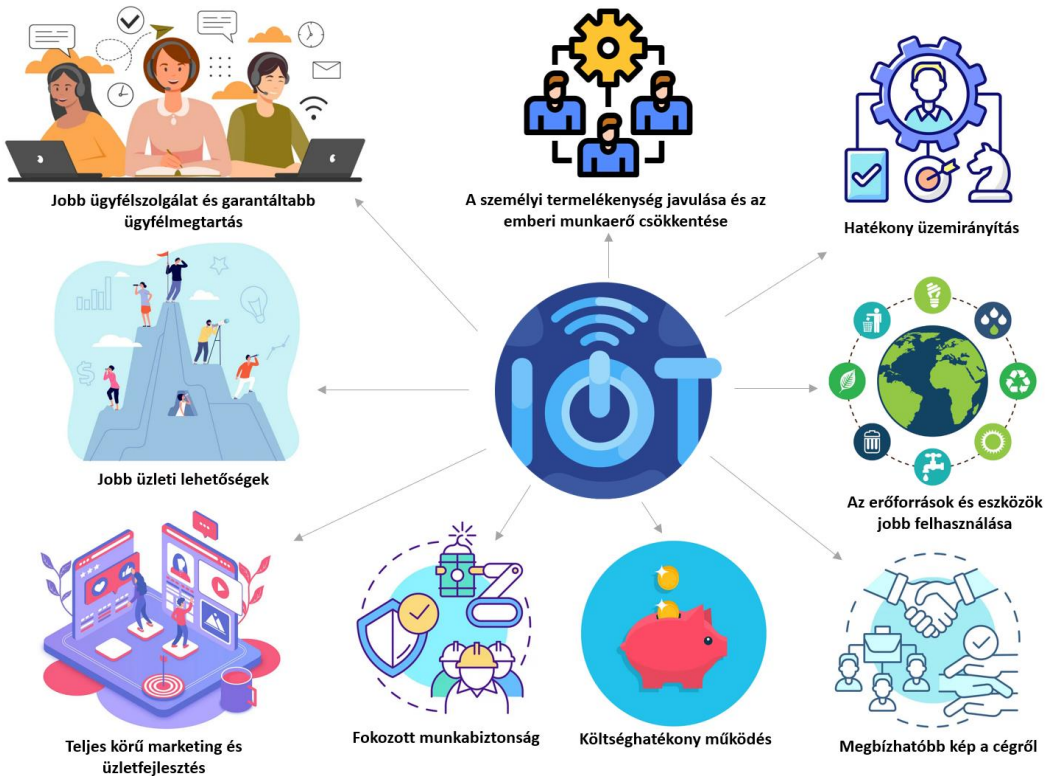 Jobb ügyfélszolgálat és garantáltabb
ügyfélmegtartás
A személyi termelékenység javulása és az
emberi munkaerő csökkentése
Hatékony üzemirányítás
Jobb üzleti lehetőségek
IOT
Az erőforrások és eszközök
jobb felhasználása
Teljes körű marketing és
üzletfejlesztés
Fokozott munkabiztonság
Költséghatékony működés
Megbízhatóbb kép a cégről